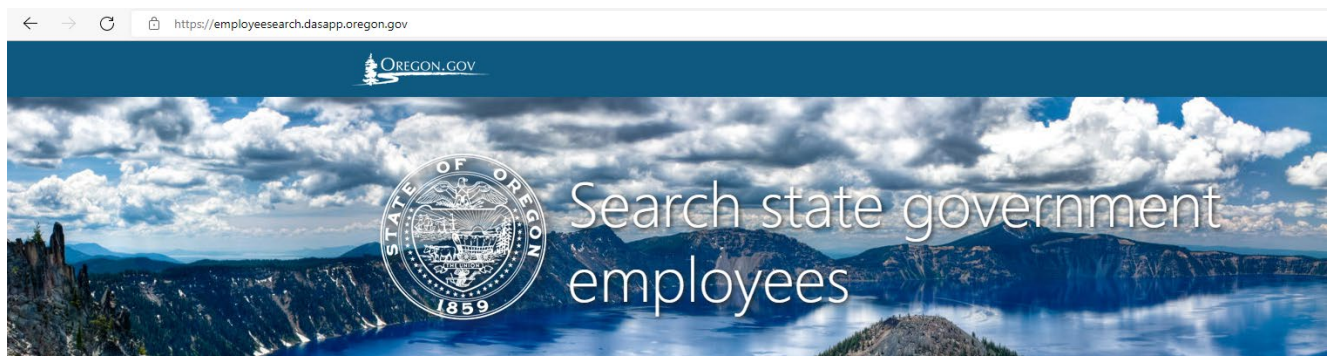 https://employeesearch.dasapp.oregon.gov
OREGON.GOV
STATE OF OREGON
THE UNION
1859
Search state government
employees